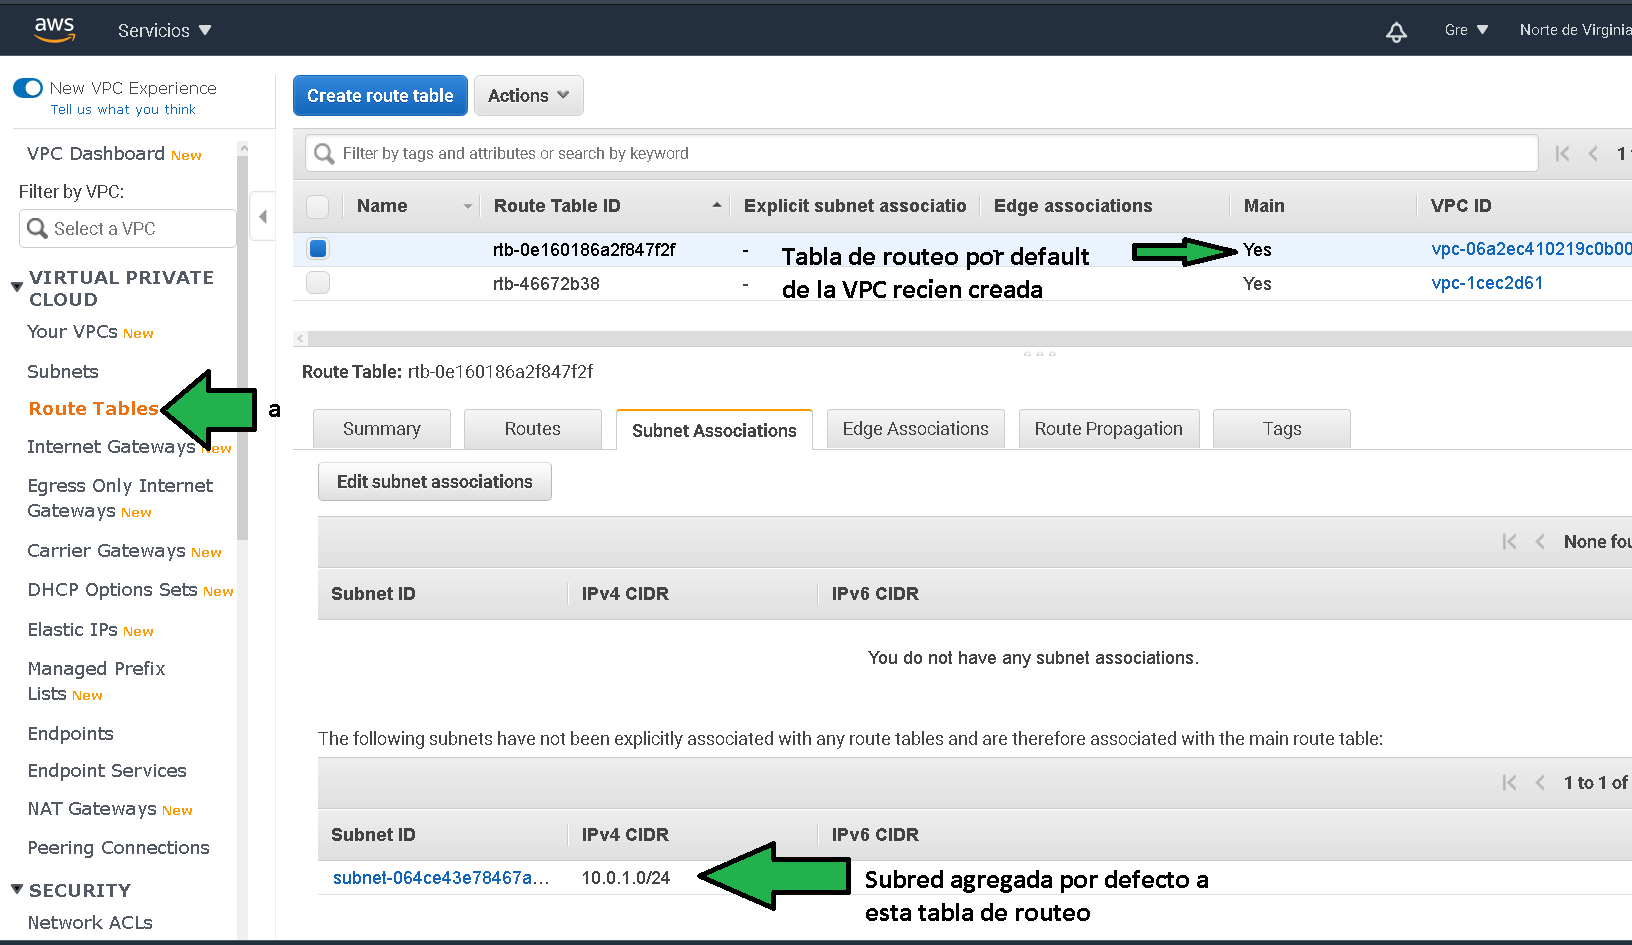 aws
Servicios
Gre
Norte de Virginia
New VPC Experience
Tell us what you think
VPC Dashboard New
Filter by VPC:
Select a VPC
VIRTUAL PRIVATE
CLOUD
Your VPCs New
Subnets
Route Tables
a
Internet Gateways New
Egress Only Internet
Gateways New
Carrier Gateways New
DHCP Options Sets New
Elastic IPs New
Managed Prefix
Lists New
Endpoints
Endpoint Services
NAT Gateways New
Peering Connections
SECURITY
Network ACLs
Create route table
Actions
Filter by tags and attributes or search by keyword
1
Name Route Table ID Explicit subnet associatio Edge associations Main VPC ID
rtb-0e160186a2f847f2f - Yes vpc-06a2ec410219c0b00
Tabla de routeo por default
de la VPC recien creada
rtb-46672b38 - Yes vpc-1cec2d61
Route Table: rtb-0e160186a2f847f2f
Summary Routes Subnet Associations Edge Associations Route Propagation Tags
Edit subnet associations
None fou
Subnet ID IPv4 CIDR IPv6 CIDR
You do not have any subnet associations.
The following subnets have not been explicitly associated with any route tables and are therefore associated with the main route table:
1 to 1 of
Subnet ID IPv4 CIDR IPv6 CIDR
subnet-064ce43e78467a... 10.0.1.0/24
Subred agregada por defecto a
esta tabla de routeo